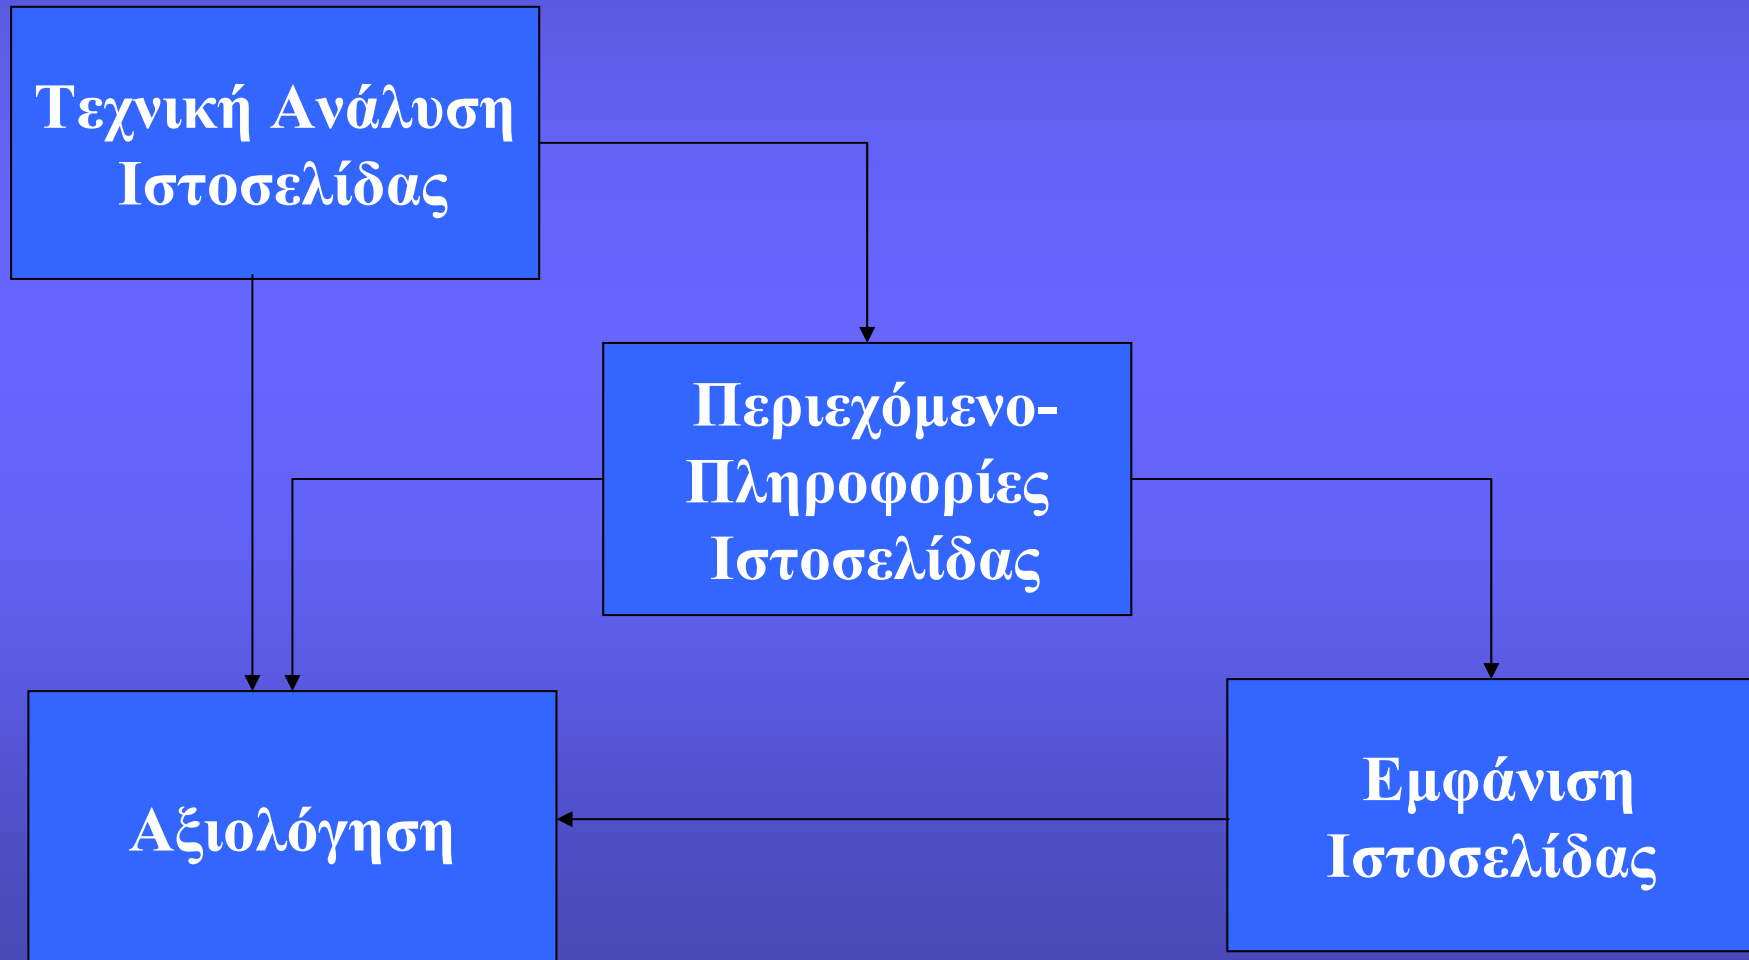 Τεχνική Ανάλυση
Ιστοσελίδας
Περιεχόμενο-
Πληροφορίες
Ιστοσελίδας
Αξιολόγηση
Εμφάνιση
Ιστοσελίδας